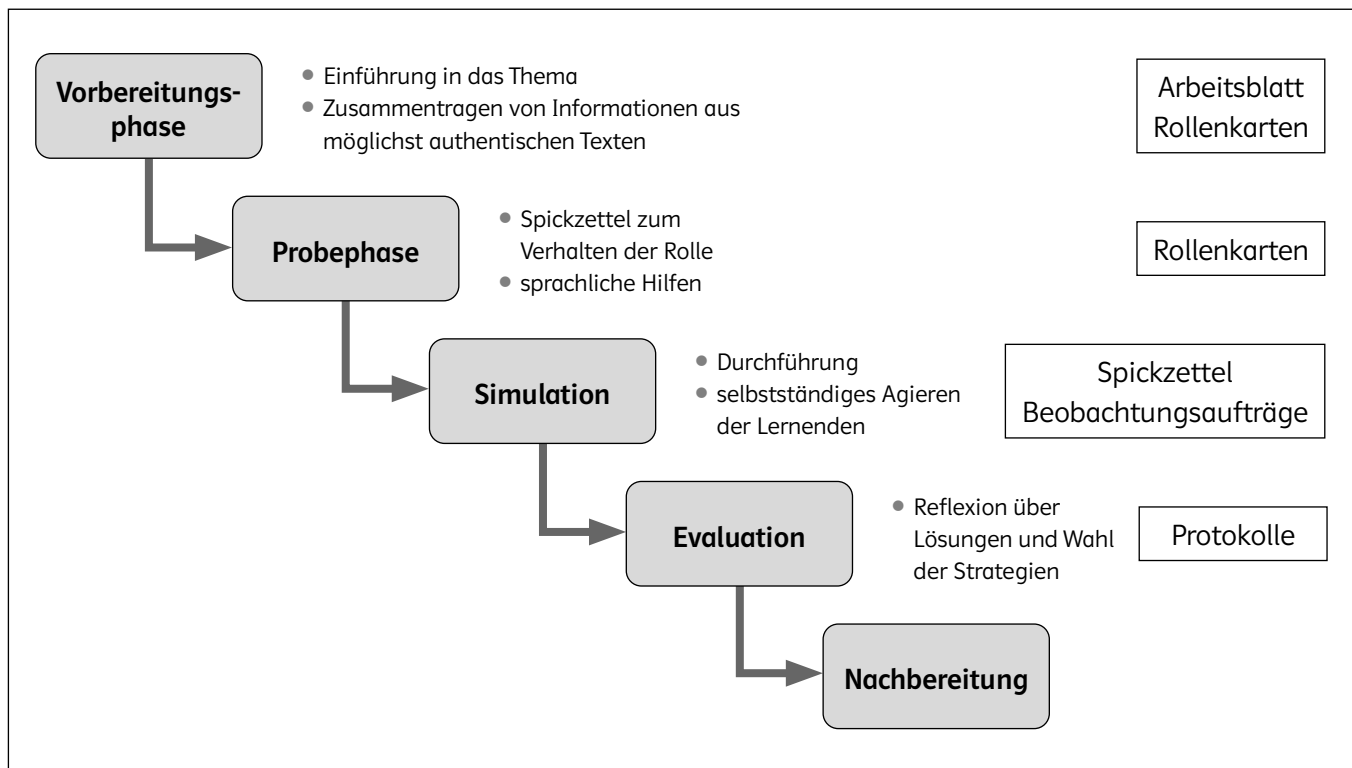 Vorbereitungs-
phase
• Einführung in das Thema
• Zusammentragen von Informationen aus
möglichst authentischen Texten
Arbeitsblatt
Rollenkarten
Probephase
• Spickzettel zum
Verhalten der Rolle
• sprachliche Hilfen
Rollenkarten
Simulation
• Durchführung
• selbstständiges Agieren
der Lernenden
Spickzettel
Beobachtungsaufträge
Evaluation
• Reflexion über
Lösungen und Wahl
der Strategien
Protokolle
Nachbereitung